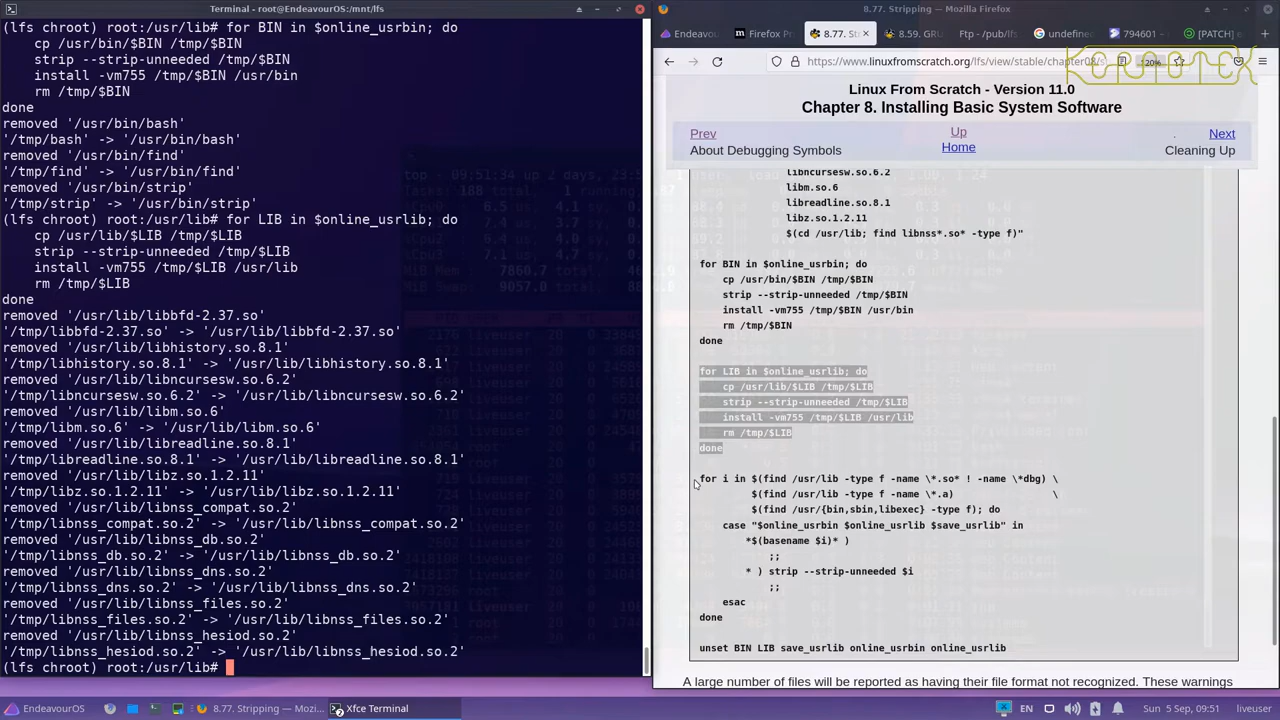 Terminal - root@EndeavourOS:/mnt/lfs
(lfs chroot) root:/usr/lib# for BIN in $online_usrbin; do
cp /usr/bin/$BIN /tmp/$BIN
strip --strip-unneeded /tmp/$BIN
install -vm755 /tmp/$BIN /usr/bin
rm /tmp/$BIN
done
removed '/usr/bin/bash'
'/tmp/bash' -> '/usr/bin/bash'
removed '/usr/bin/find'
'/tmp/find' -> '/usr/bin/find'
removed '/usr/bin/strip'
'/tmp/strip' -> '/usr/bin/strip'
(lfs chroot) root:/usr/lib# for LIB in $online_usrlib; do
cp /usr/lib/$LIB /tmp/$LIB
strip --strip-unneeded /tmp/$LIB
install -vm755 /tmp/$LIB /usr/lib
rm /tmp/$LIB
done
removed '/usr/lib/libbfd-2.37.so'
'/tmp/libbfd-2.37.so' -> '/usr/lib/libbfd-2.37.so'
removed '/usr/lib/libhistory.so.8.1'
'/tmp/libhistory.so.8.1' -> '/usr/lib/libhistory.so.8.1'
removed '/usr/lib/libncursesw.so.6.2'
'/tmp/libncursesw.so.6.2' -> '/usr/lib/libncursesw.so.6.2'
removed '/usr/lib/libm.so.6'
'/tmp/libm.so.6' -> '/usr/lib/libm.so.6'
removed '/usr/lib/libreadline.so.8.1'
'/tmp/libreadline.so.8.1' -> '/usr/lib/libreadline.so.8.1'
removed '/usr/lib/libz.so.1.2.11'
'/tmp/libz.so.1.2.11' -> '/usr/lib/libz.so.1.2.11'
removed '/usr/lib/libnss_compat.so.2'
'/tmp/libnss_compat.so.2' -> '/usr/lib/libnss_compat.so.2'
removed '/usr/lib/libnss_db.so.2'
'/tmp/libnss_db.so.2' -> '/usr/lib/libnss_db.so.2'
removed '/usr/lib/libnss_dns.so.2'
'/tmp/libnss_dns.so.2' -> '/usr/lib/libnss_dns.so.2'
removed '/usr/lib/libnss_files.so.2'
'/tmp/libnss_files.so.2' -> '/usr/lib/libnss_files.so.2'
removed '/usr/lib/libnss_hesiod.so.2'
'/tmp/libnss_hesiod.so.2' -> '/usr/lib/libnss_hesiod.so.2'
(lfs chroot) root:/usr/lib#
8.77. Stripping — Mozilla Firefox
Endeavou
Firefox Pri
8.77. St
8.59. GRU
Ftp - /pub/lfs
undefined
794601 -
[PATCH] g
https://www.linuxfromscratch.org/lfs/view/stable/chapter08/s
120%
Linux From Scratch - Version 11.0
Chapter 8. Installing Basic System Software
Prev
Up
Next
About Debugging Symbols
Home
Cleaning Up
libncursesw.so.6.2
libm.so.6
libreadline.so.8.1
libz.so.1.2.11
$(cd /usr/lib; find libnss*.so* -type f)"
for BIN in $online_usrbin; do
cp /usr/bin/$BIN /tmp/$BIN
strip --strip-unneeded /tmp/$BIN
install -vm755 /tmp/$BIN /usr/bin
rm /tmp/$BIN
done
for LIB in $online_usrlib; do
cp /usr/lib/$LIB /tmp/$LIB
strip --strip-unneeded /tmp/$LIB
install -vm755 /tmp/$LIB /usr/lib
rm /tmp/$LIB
done
for i in $(find /usr/lib -type f -name \*.so* ! -name \*dbg) \
$(find /usr/lib -type f -name \*.a) \
$(find /usr/{bin,sbin,libexec} -type f); do
case "$online_usrbin $online_usrlib $save_usrlib" in
*$(basename $i)* )
;;
* ) strip --strip-unneeded $i
;;
esac
done
unset BIN LIB save_usrlib online_usrbin online_usrlib
A large number of files will be reported as having their file format not recognized. These warnings
EndeavourOS
8.77. Stripping — Mozi...
Xfce Terminal
EN
Sun 5 Sep, 09:51
liveuser